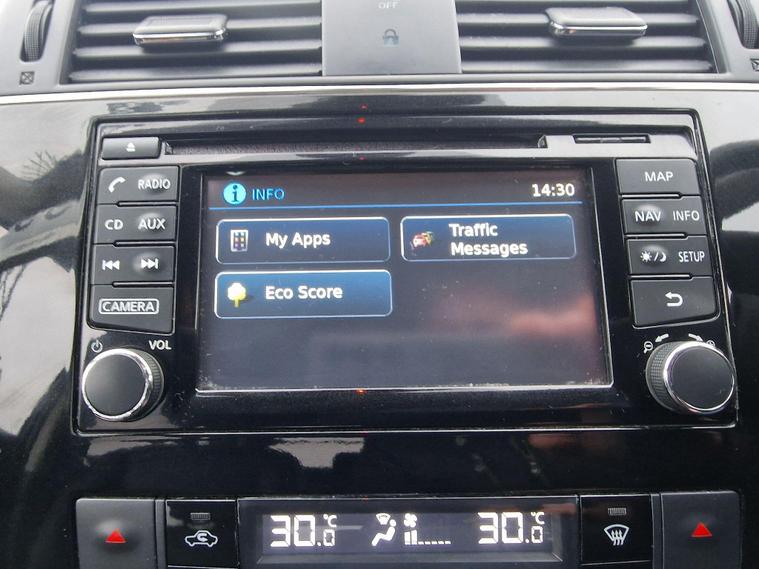 OFF
INFO 14:30
My Apps
Traffic
Messages
Eco Score
RADIO
CD AUX
CAMERA
VOL
MAP
NAV INFO
SETUP
30.0°C
30.0°C